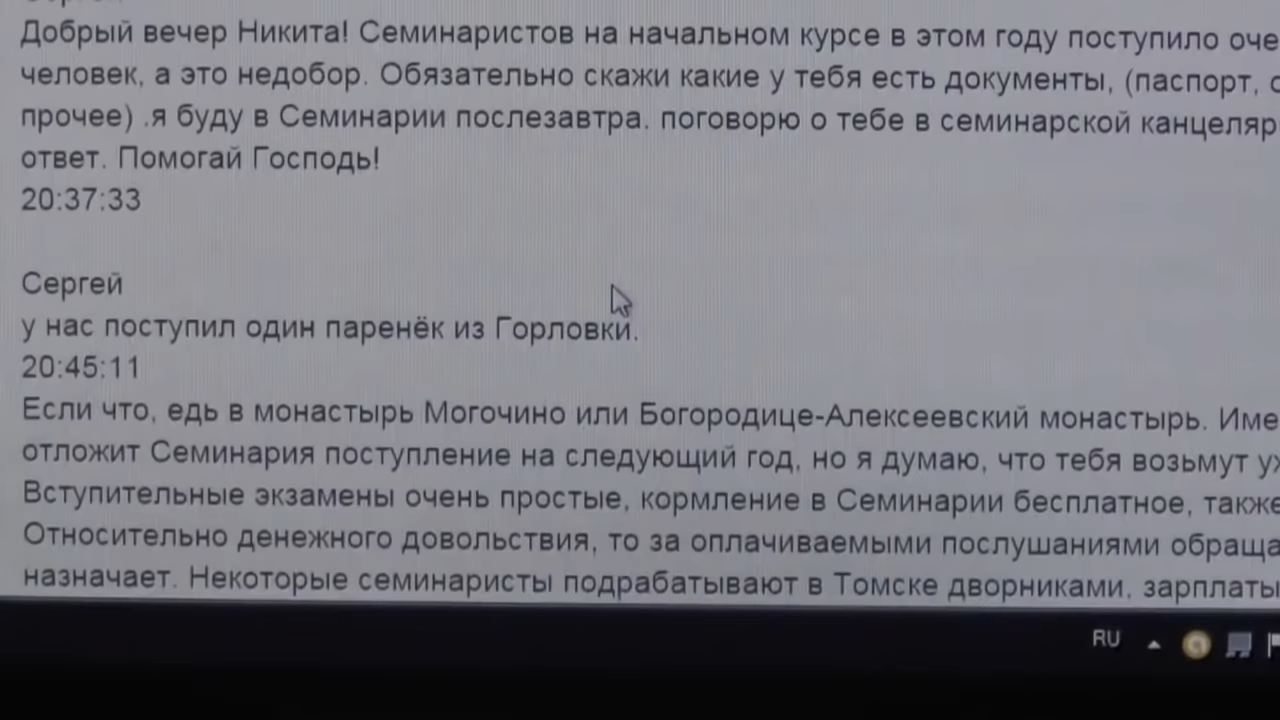 Добрый вечер Никита! Семинаристов на начальном курсе в этом году поступило
человек, а это недобор. Обязательно скажи какие у тебя есть документы, (паспорт,
прочее) .я буду в Семинарии послезавтра. поговорю о тебе в семинарской
ответ. Помогай Господь!
20:37:33
Сергей
у нас поступил один паренёк из Горловки.
20:45:11
Если что, едь в монастырь Могочино или Богородице-Алексеевский монастырь.
отложит Семинария поступление на следующий год, но я думаю, что тебя возьмут
Вступительные экзамены очень простые, кормление в Семинарии бесплатное, также
Относительно денежного довольствия, то за оплачиваемыми послушаниями
назначает. Некоторые семинаристы подрабатывают в Томске дворниками, зарплаты
RU